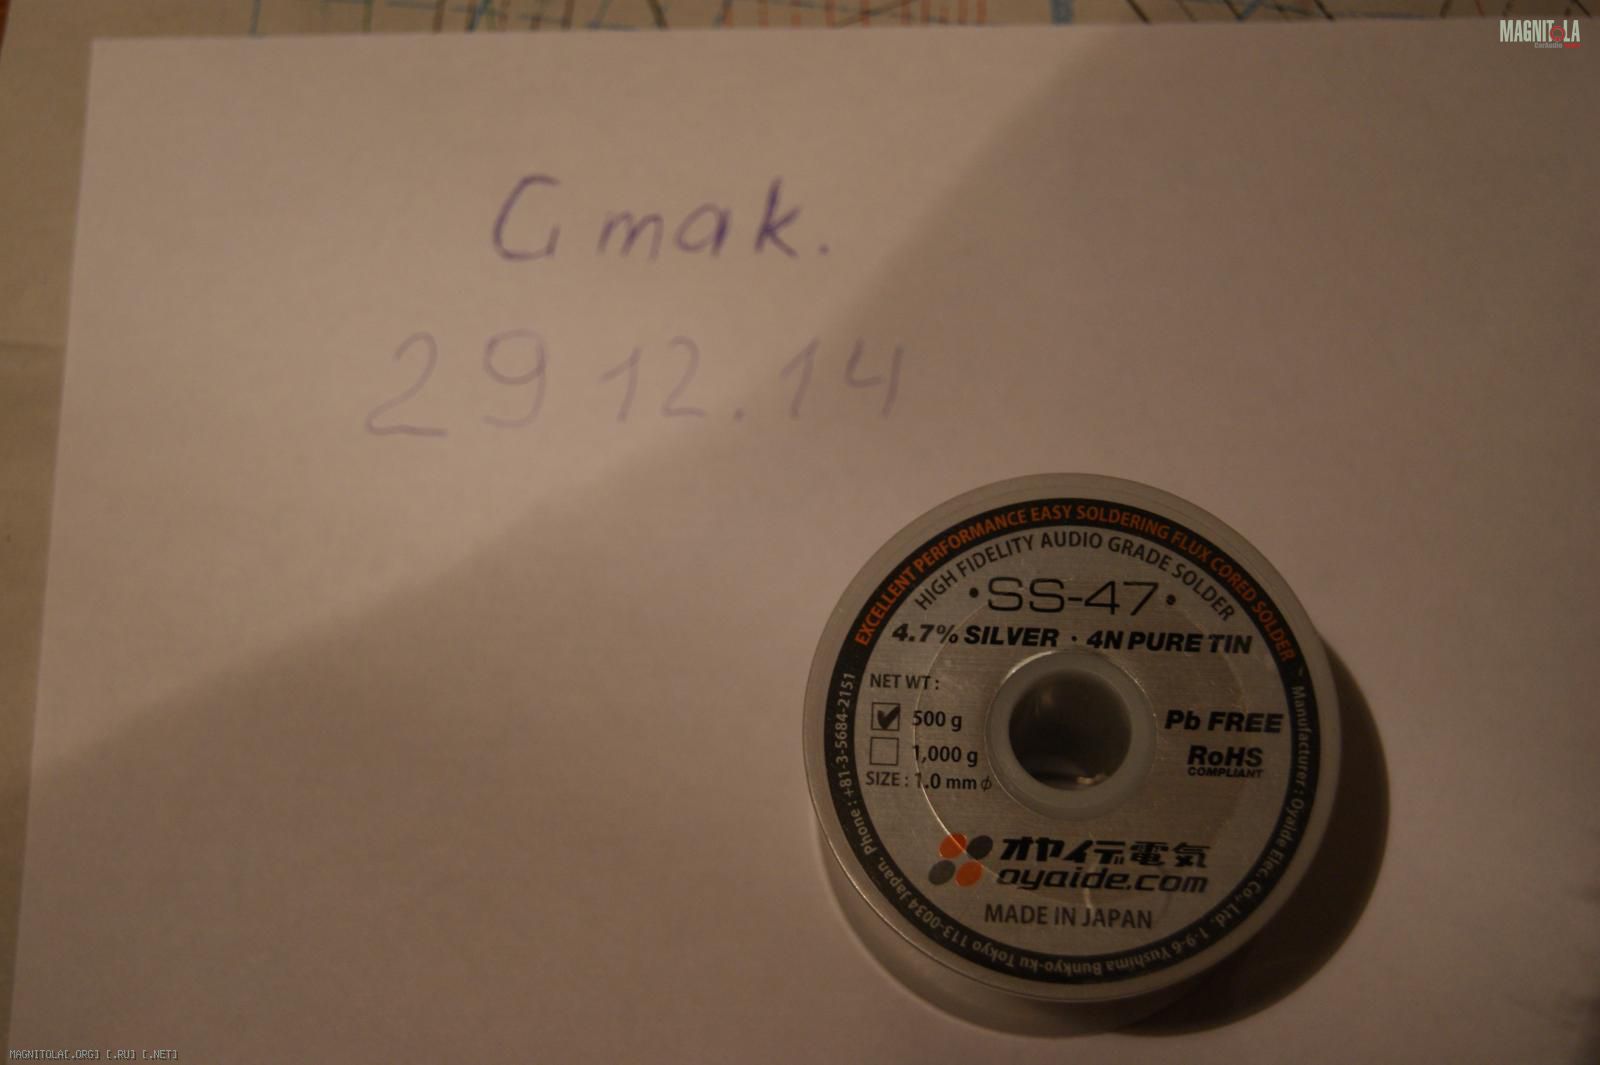 MAGNITOLA
CarAudio
Gmak.
29 12.14
EXCELLENT PERFORMANCE EASY SOLDERING FLUX CORED SOLDER
HIGH FIDELITY AUDIO GRADE SOLDER
• SS-47 •
4.7% SILVER · 4N PURE TIN
NET WT :
✔ 500 g
1,000 g
SIZE : 1.0 mm ϕ
Pb FREE
RoHS
COMPLIANT
オヤイデ電気
oyaide.com
MADE IN JAPAN
Manufacturer : Oyaide Elec. Co., Ltd. 1-9-6 Yushima Bunkyo-ku Tokyo 113-0034 Japan. Phone : +81-3-5684-2151
MAGNITOLA[.ORG] [.RU] [.NET]